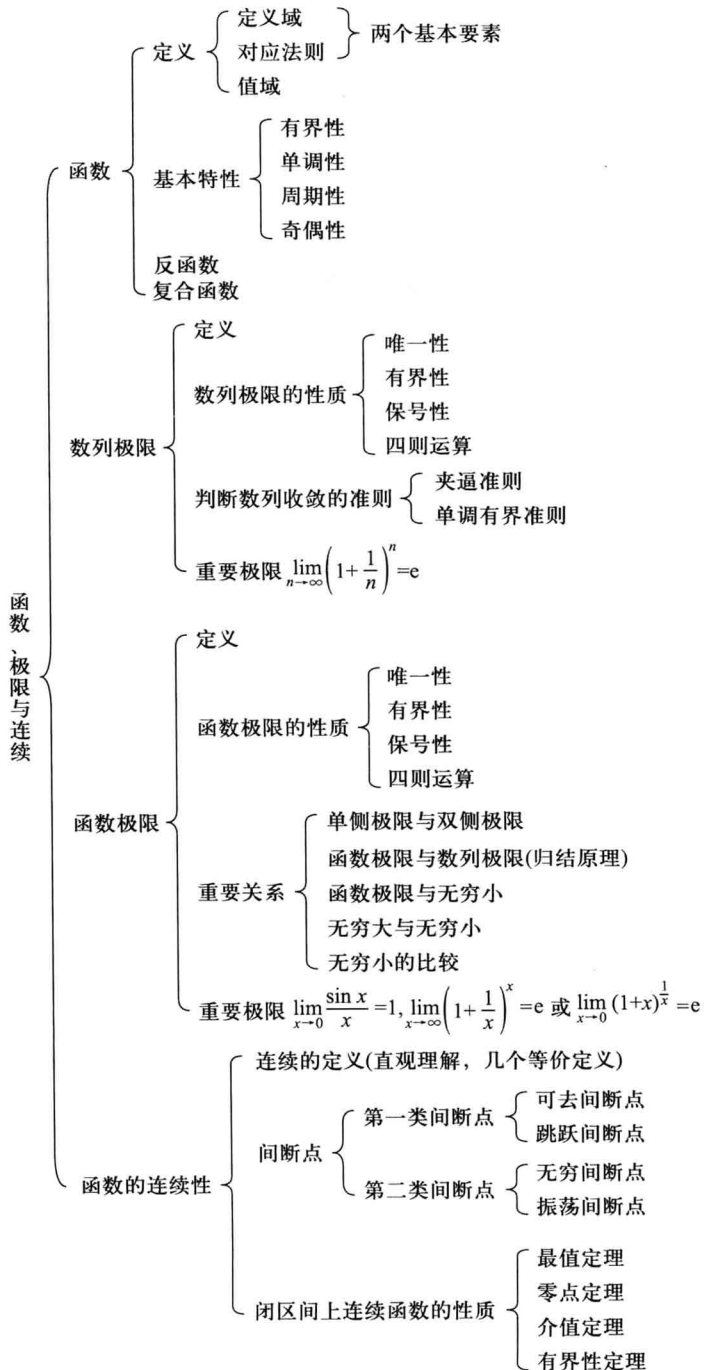 函数、极限与连续
函数
定义
定义域
对应法则
值域
两个基本要素
基本特性
有界性
单调性
周期性
奇偶性
反函数
复合函数
数列极限
定义
数列极限的性质
唯一性
有界性
保号性
四则运算
判断数列收敛的准则
夹逼准则
单调有界准则
重要极限 \lim_{n→∞}(1+\frac{1}{n})^n=e
函数极限
定义
函数极限的性质
唯一性
有界性
保号性
四则运算
重要关系
单侧极限与双侧极限
函数极限与数列极限(归结原理)
函数极限与无穷小
无穷大与无穷小
无穷小的比较
重要极限 \lim_{x→0}\frac{sin x}{x}=1,\lim_{x→∞}(1+\frac{1}{x})^x=e 或 \lim_{x→0}(1+x)^{\frac{1}{x}}=e
函数的连续性
连续的定义(直观理解，几个等价定义)
间断点
第一类间断点
可去间断点
跳跃间断点
第二类间断点
无穷间断点
振荡间断点
闭区间上连续函数的性质
最值定理
零点定理
介值定理
有界性定理